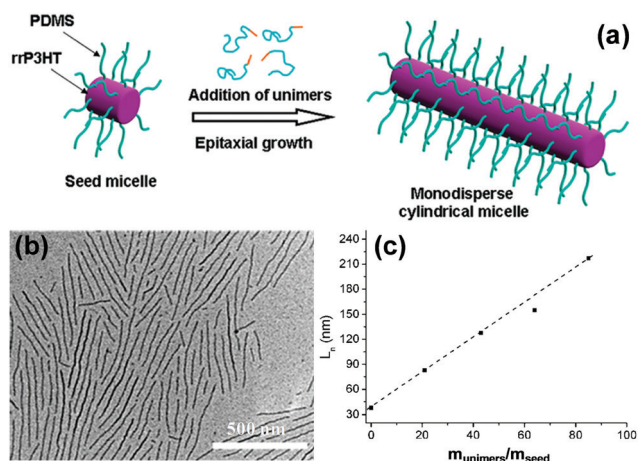 PDMS
rrP3HT
Seed micelle
Addition of unimers
Epitaxial growth
(a)
Monodisperse
cylindrical micelle
(b)
500 nm
(c)
240
210
180
150
120
90
60
30
Ln (nm)
0 20 40 60 80 100
munimers/mseed